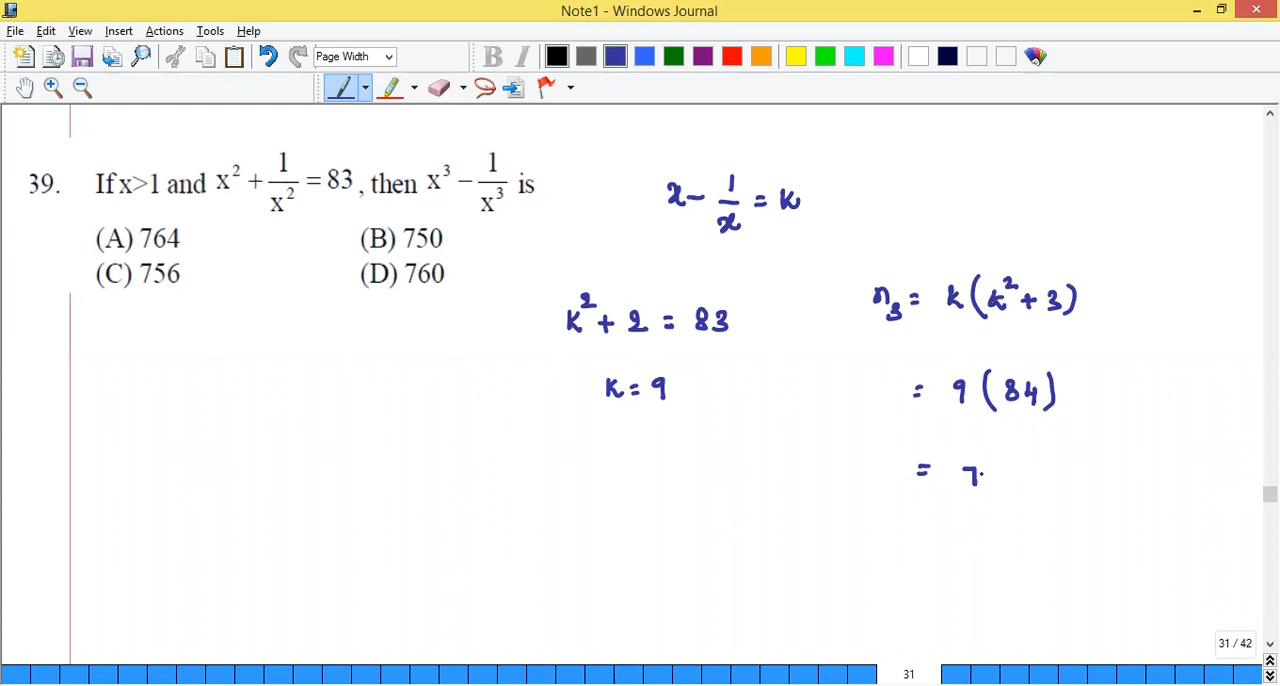 Note1 - Windows Journal
File Edit View Insert Actions Tools Help
Page Width
B I
39. If x>1 and x² + 1/x² = 83, then x³ − 1/x³ is
(A) 764 (B) 750
(C) 756 (D) 760
x − 1/x = k
k² + 2 = 83
k = 9
n₃ = k(k² + 3)
= 9(84)
= 7
31 / 42
31